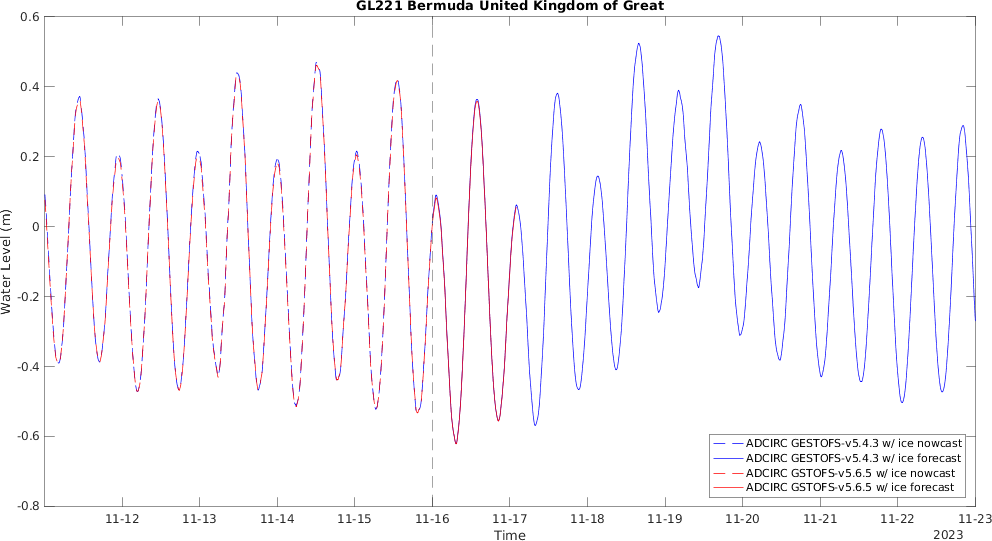 GL221 Bermuda United Kingdom of Great
0.6
0.4
0.2
0
-0.2
-0.4
-0.6
-0.8
Water Level (m)
11-12 11-13 11-14 11-15 11-16 11-17 11-18 11-19 11-20 11-21 11-22 11-23
Time
2023
ADCIRC GESTOFS-v5.4.3 w/ ice nowcast
ADCIRC GESTOFS-v5.4.3 w/ ice forecast
ADCIRC GSTOFS-v5.6.5 w/ ice nowcast
ADCIRC GSTOFS-v5.6.5 w/ ice forecast